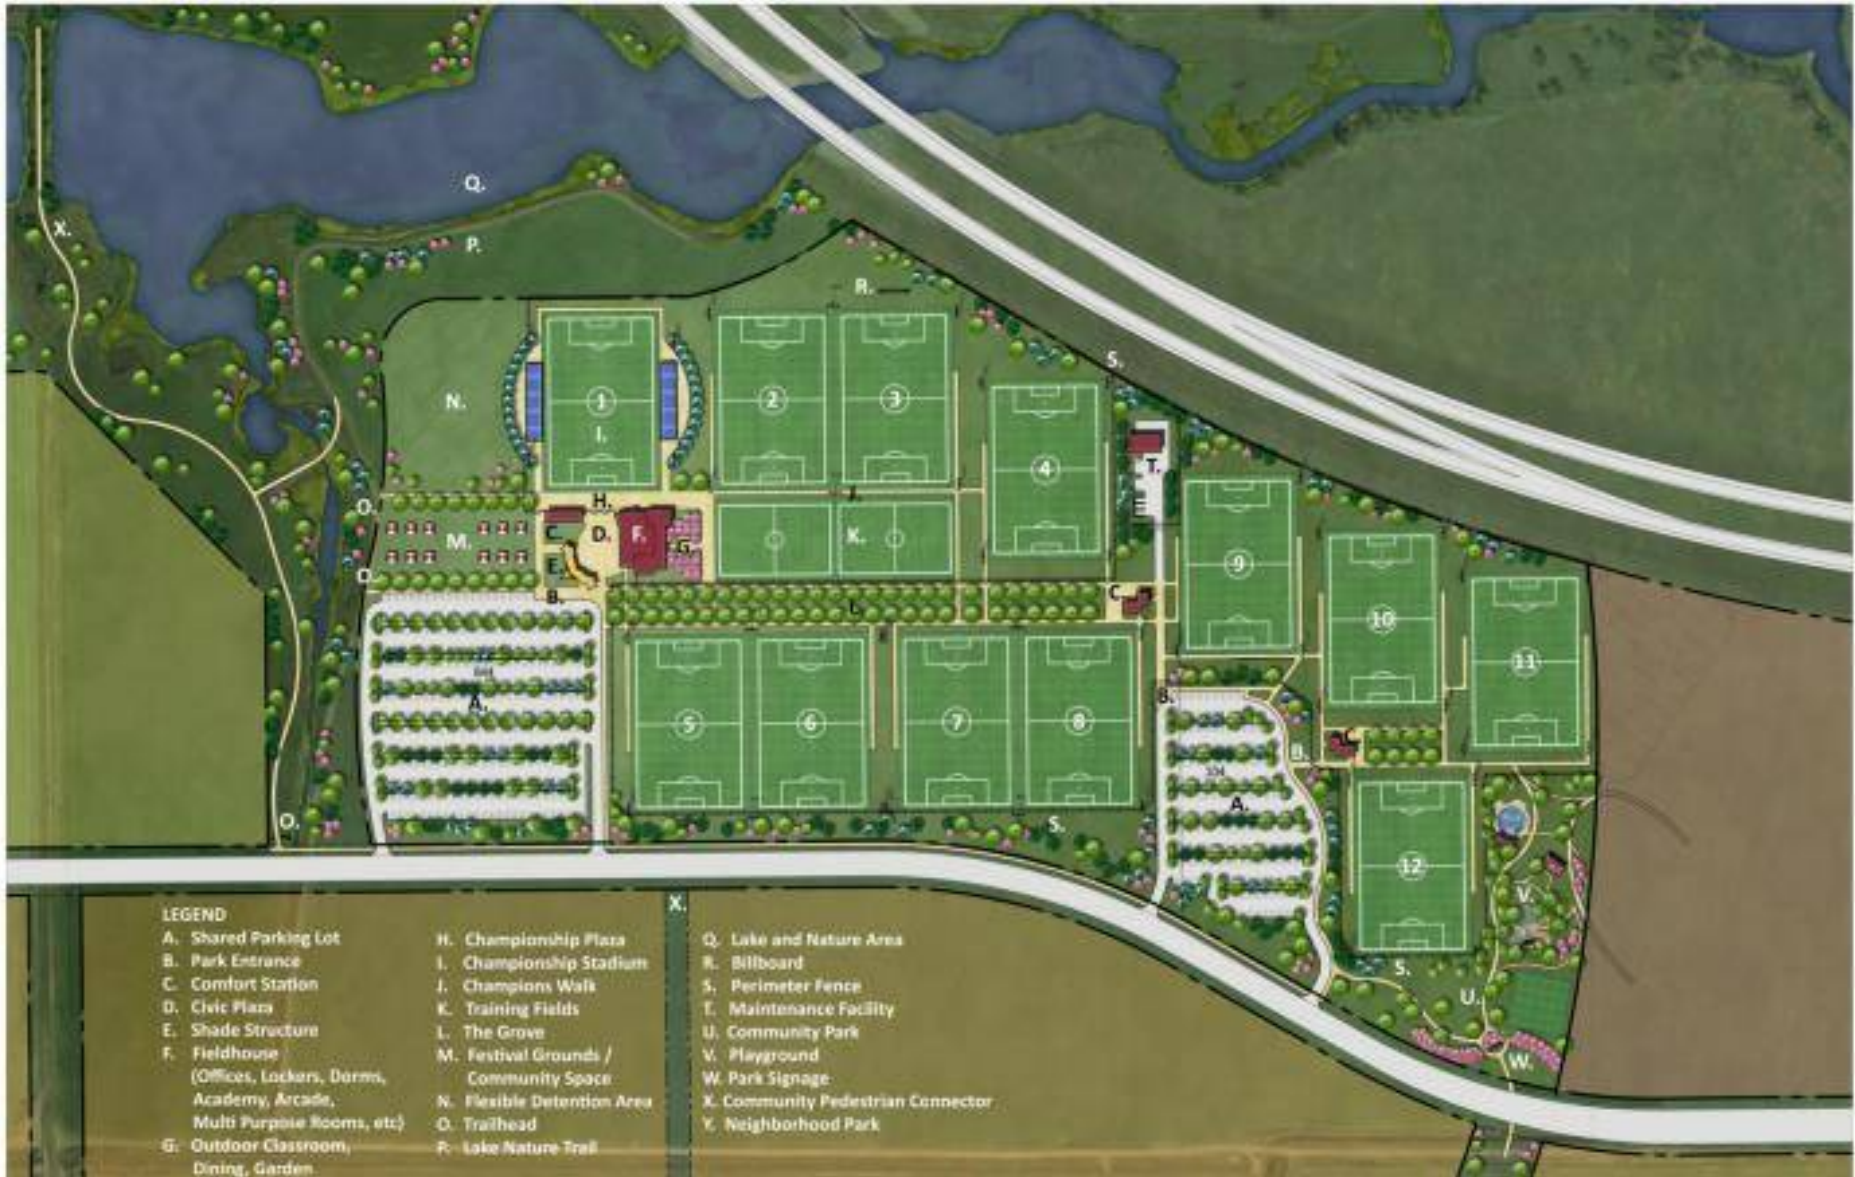 Q.
X.
P.
R.
S.
N.
1
2
3
I.
4
T.
O.
H.
J.
C.
D.
F.
G.
K.
M.
9
E.
O.
B.
L.
C.
10
11
A.
5
6
7
8
B.
C.
B.
104
A.
O.
S.
12
V.
X.
S.
U.
W.
LEGEND
A. Shared Parking Lot
B. Park Entrance
C. Comfort Station
D. Civic Plaza
E. Shade Structure
F. Fieldhouse
(Offices, Lockers, Dorms,
Academy, Arcade,
Multi Purpose Rooms, etc)
G. Outdoor Classroom,
Dining, Garden
H. Championship Plaza
I. Championship Stadium
J. Champions Walk
K. Training Fields
L. The Grove
M. Festival Grounds /
Community Space
N. Flexible Detention Area
O. Trailhead
P. Lake Nature Trail
Q. Lake and Nature Area
R. Billboard
S. Perimeter Fence
T. Maintenance Facility
U. Community Park
V. Playground
W. Park Signage
X. Community Pedestrian Connector
Y. Neighborhood Park